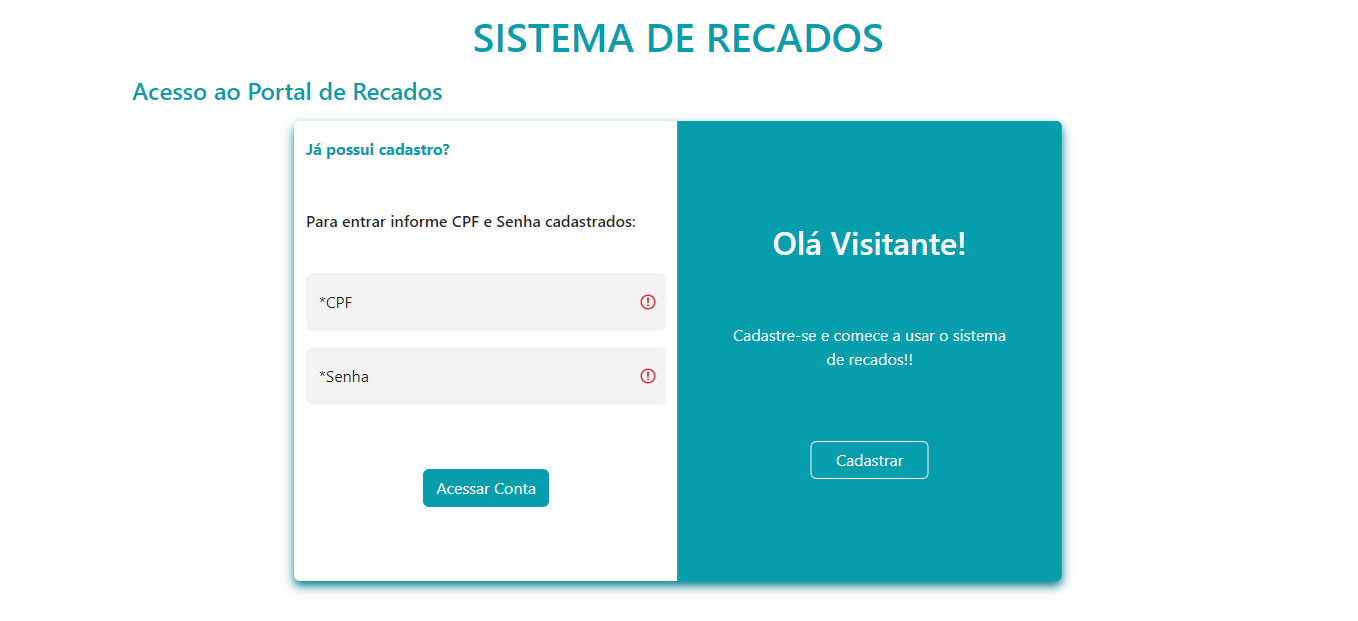 SISTEMA DE RECADOS
Acesso ao Portal de Recados
Já possui cadastro?
Para entrar informe CPF e Senha cadastrados:
*CPF
*Senha
Acessar Conta
Olá Visitante!
Cadastre-se e comece a usar o sistema
de recados!!
Cadastrar